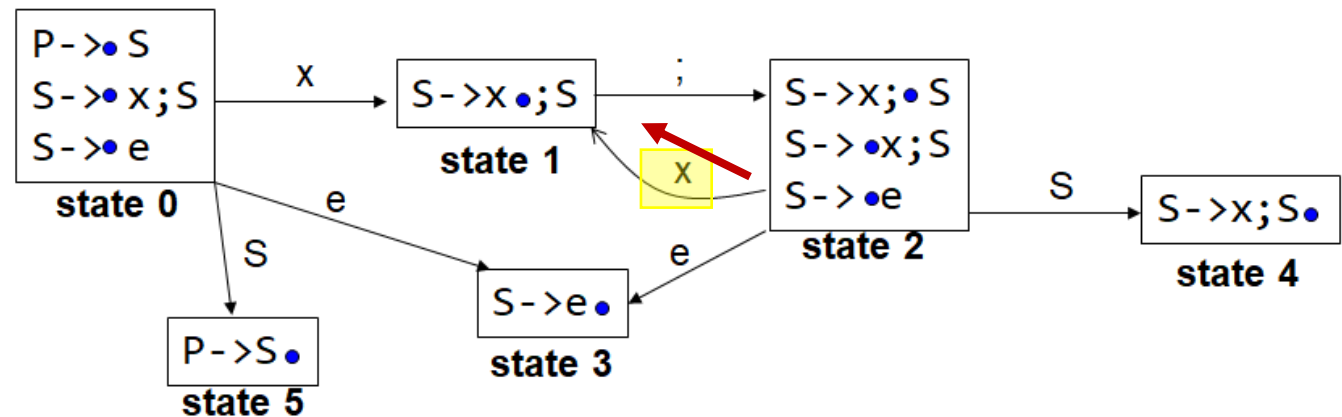 P->• S
S->• x;S
S->• e
state 0
x
S->x •;S
state 1
;
x
S->x;• S
S-> •x;S
S-> •e
state 2
S
S->x;S•
state 4
e
e
S
S->e•
state 3
P->S•
state 5